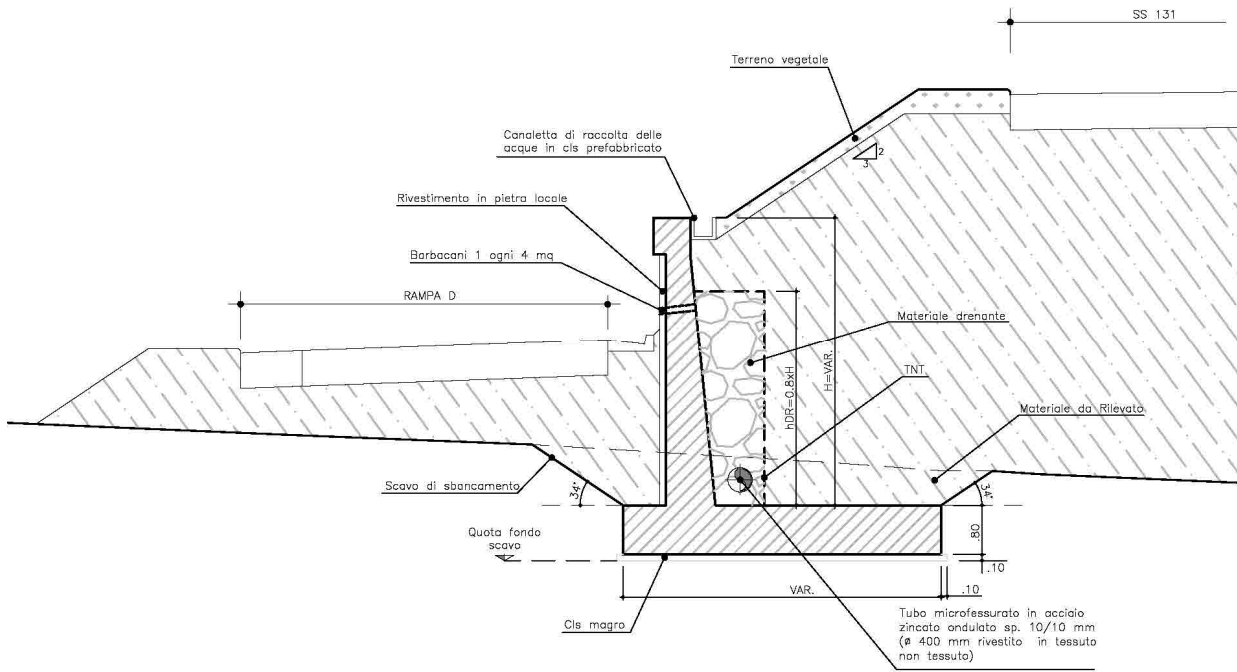 SS 131
Terreno vegetale
2
3
Canaletta di raccolta delle
acque in cls prefabbricato
Rivestimento in pietra locale
Barbacani 1 ogni 4 mq
RAMPA D
Materiale drenante
TNT
Materiale da Rilevato
hDR=0.8xH
H=VAR.
Scavo di sbancamento
34°
34°
Quota fondo
scavo
.80
.10
VAR.
.10
Cls magro
Tubo microfessurato in acciaio
zincato ondulato sp. 10/10 mm
(ø 400 mm rivestito in tessuto
non tessuto)